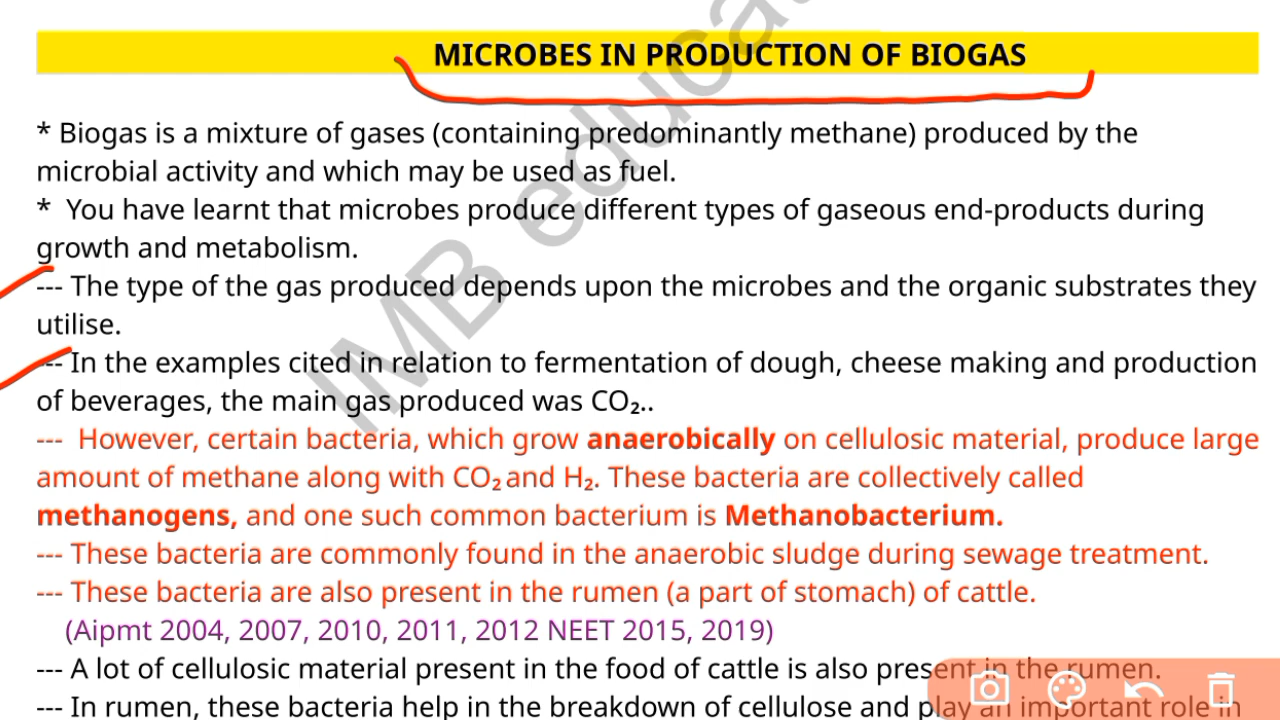 MICROBES IN PRODUCTION OF BIOGAS
* Biogas is a mixture of gases (containing predominantly methane) produced by the
microbial activity and which may be used as fuel.
* You have learnt that microbes produce different types of gaseous end-products during
growth and metabolism.
--- The type of the gas produced depends upon the microbes and the organic substrates they
utilise.
--- In the examples cited in relation to fermentation of dough, cheese making and production
of beverages, the main gas produced was CO₂..
--- However, certain bacteria, which grow anaerobically on cellulosic material, produce large
amount of methane along with CO₂ and H₂. These bacteria are collectively called
methanogens, and one such common bacterium is Methanobacterium.
--- These bacteria are commonly found in the anaerobic sludge during sewage treatment.
--- These bacteria are also present in the rumen (a part of stomach) of cattle.
(Aipmt 2004, 2007, 2010, 2011, 2012 NEET 2015, 2019)
--- A lot of cellulosic material present in the food of cattle is also present in the rumen.
--- In rumen, these bacteria help in the breakdown of cellulose and play an important role in
IMB educat